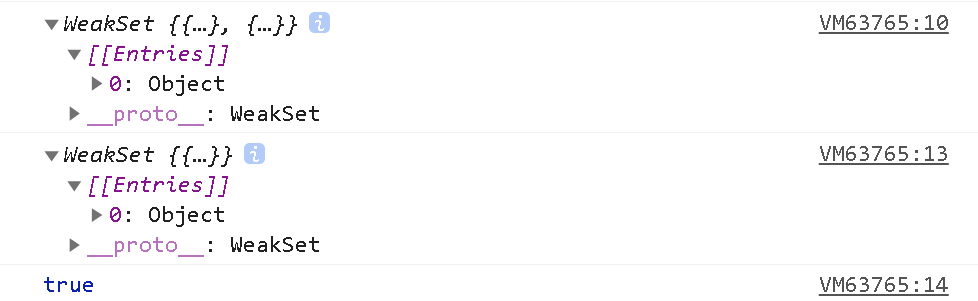 ▼WeakSet {{…}, {…}} i VM63765:10
▼[[Entries]]
▶0: Object
▶__proto__: WeakSet
▼WeakSet {{…}} i VM63765:13
▼[[Entries]]
▶0: Object
▶__proto__: WeakSet
true VM63765:14